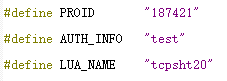 #define PROID "187421"
#define AUTH_INFO "test"
#define LUA_NAME "tcpsht20"